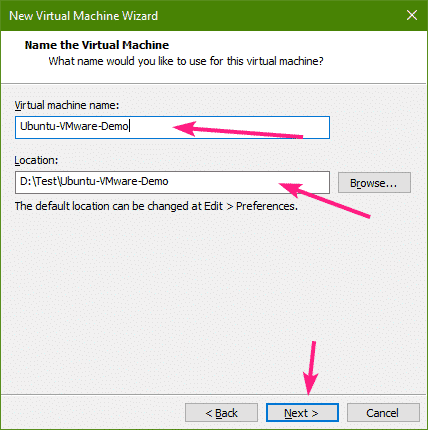 New Virtual Machine Wizard
Name the Virtual Machine
What name would you like to use for this virtual machine?
Virtual machine name:
Ubuntu-VMware-Demo
Location:
D:\Test\Ubuntu-VMware-Demo
Browse...
The default location can be changed at Edit > Preferences.
< Back Next > Cancel